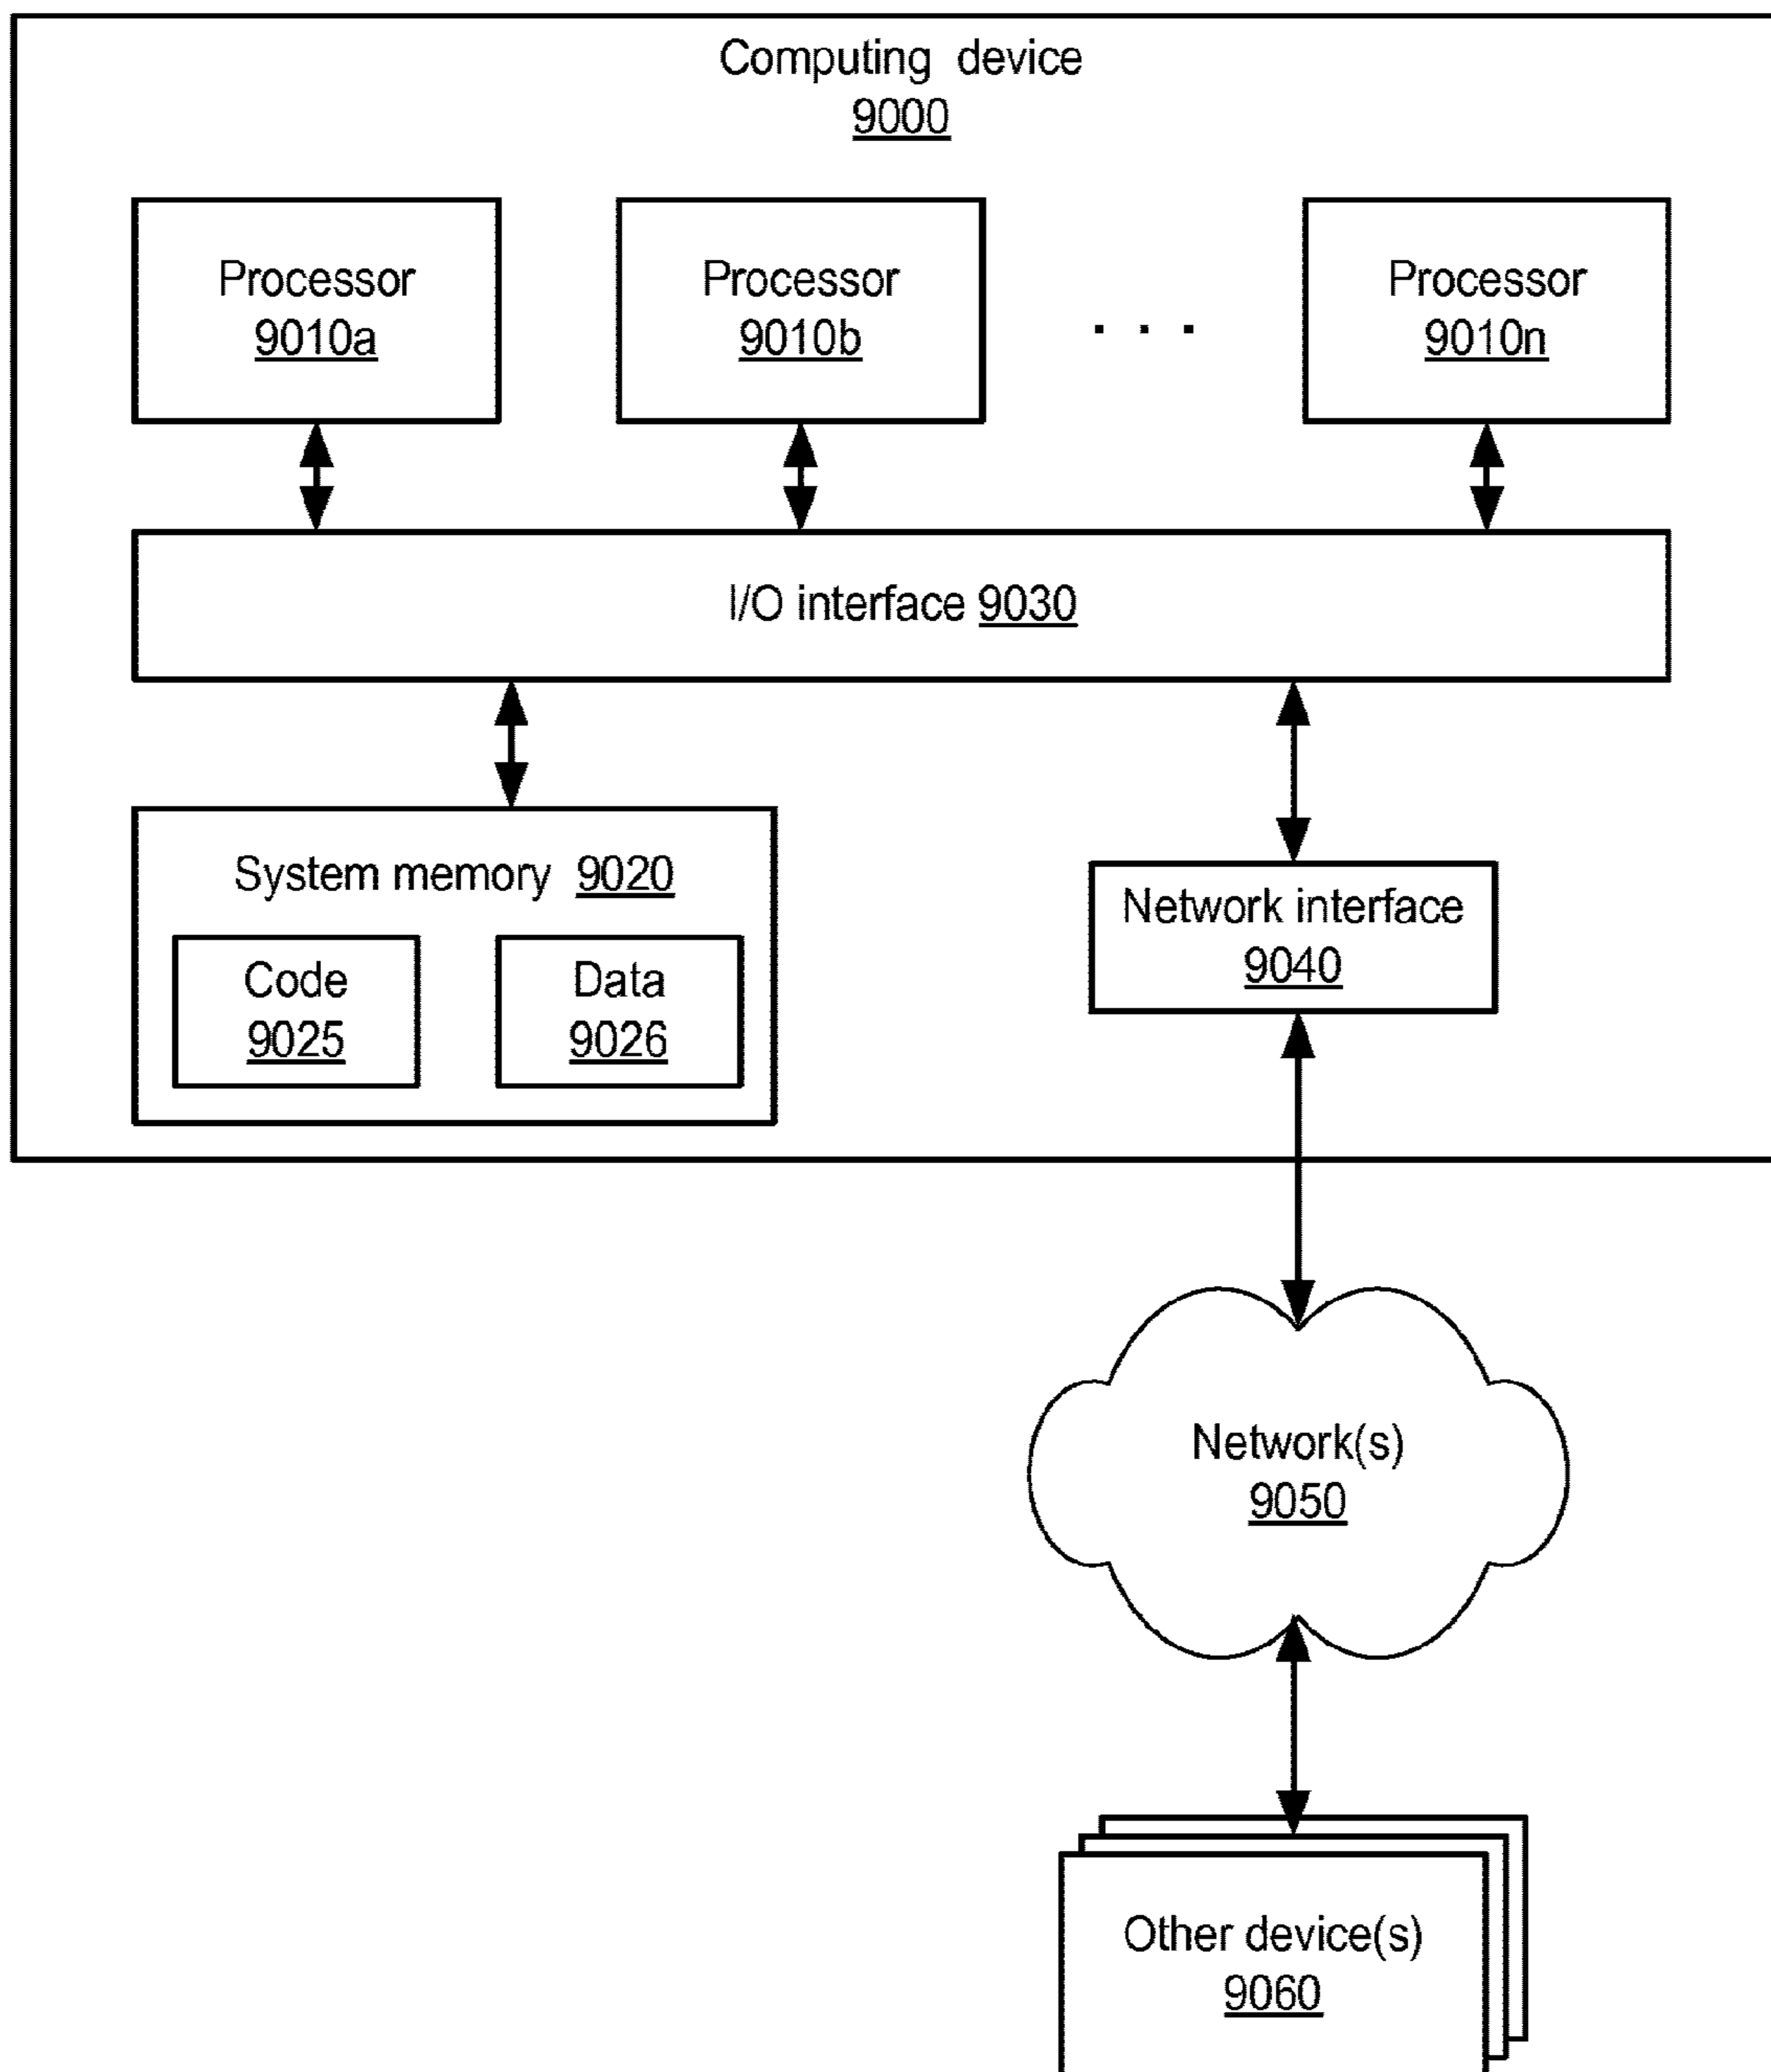 Computing device
9000
Processor
9010a
Processor
9010b
. . .
Processor
9010n
I/O interface 9030
System memory 9020
Code
9025
Data
9026
Network interface
9040
Network(s)
9050
Other device(s)
9060